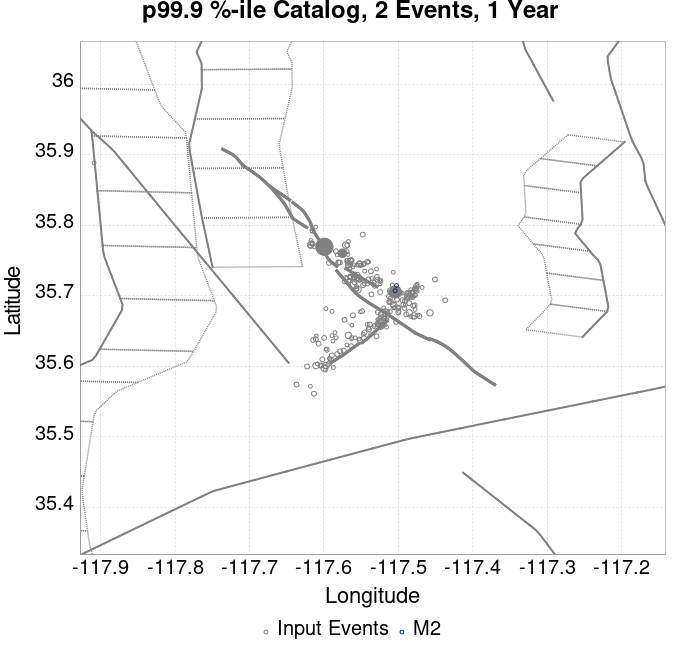 p99.9 %-ile Catalog, 2 Events, 1 Year
36
35.9
35.8
35.7
35.6
35.5
35.4
Latitude
-117.9 -117.8 -117.7 -117.6 -117.5 -117.4 -117.3 -117.2
Longitude
Input Events M2